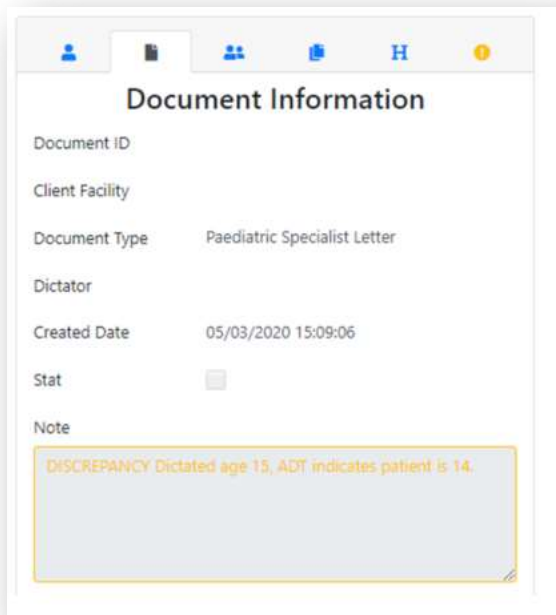 H
Document Information
Document ID
Client Facility
Document Type Paediatric Specialist Letter
Dictator
Created Date 05/03/2020 15:09:06
Stat
Note
DISCREPANCY Dictated age 15, ADT indicates patient is 14.